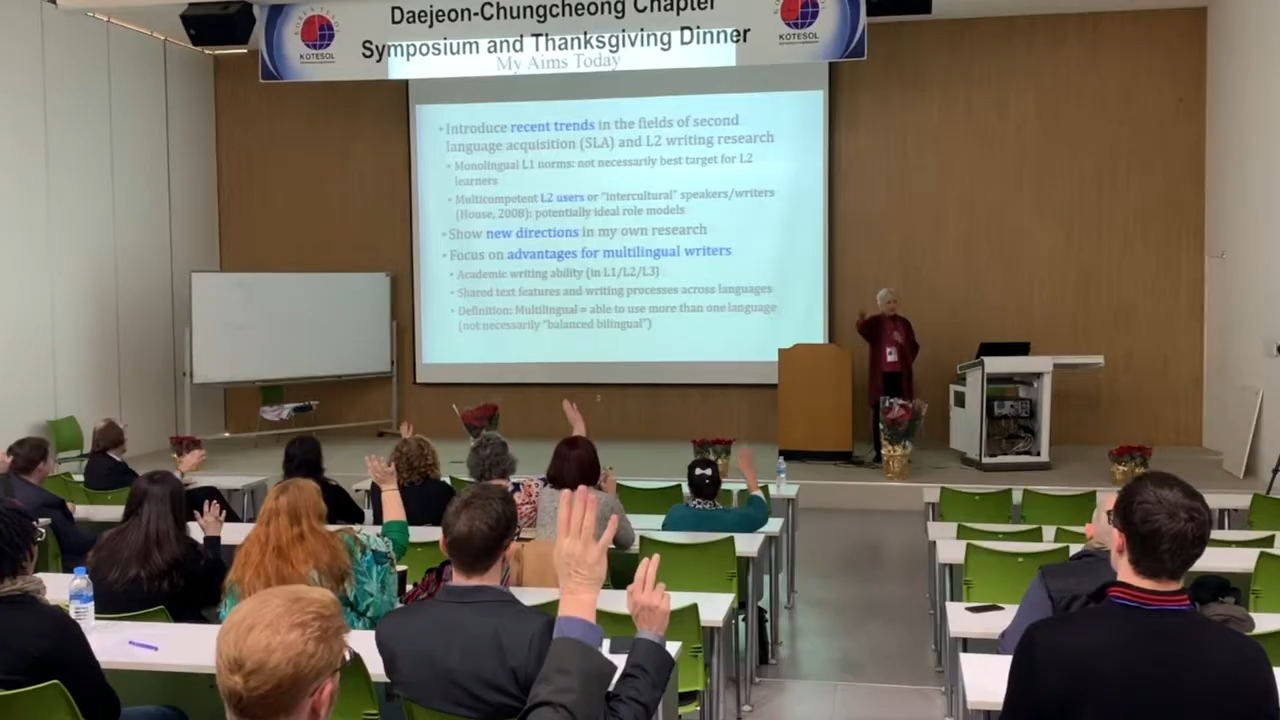 Daejeon-Chungcheong Chapter
Symposium and Thanksgiving Dinner
KOTESOL
KOTESOL
My Aims Today
• Introduce recent trends in the fields of second
language acquisition (SLA) and L2 writing research
• Monolingual L1 norms: not necessarily best target for L2
learners
• Multicompetent L2 users or "intercultural" speakers/writers
(House, 2008): potentially ideal role models
• Show new directions in my own research
• Focus on advantages for multilingual writers
• Academic writing ability (in L1/L2/L3)
• Shared text features and writing processes across languages
• Definition: Multilingual = able to use more than one language
(not necessarily "balanced bilingual")